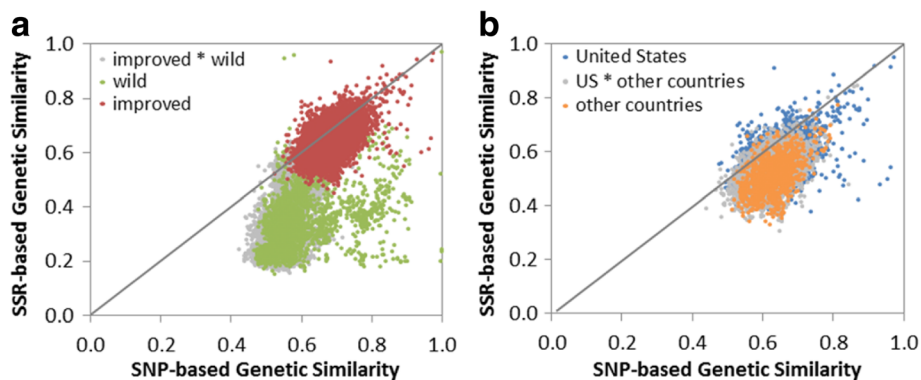 a
SSR-based Genetic Similarity
1.0
0.8
0.6
0.4
0.2
0.0
improved * wild
wild
improved
0.0 0.2 0.4 0.6 0.8 1.0
SNP-based Genetic Similarity
b
SSR-based Genetic Similarity
1.0
0.8
0.6
0.4
0.2
0.0
United States
US * other countries
other countries
0.0 0.2 0.4 0.6 0.8 1.0
SNP-based Genetic Similarity